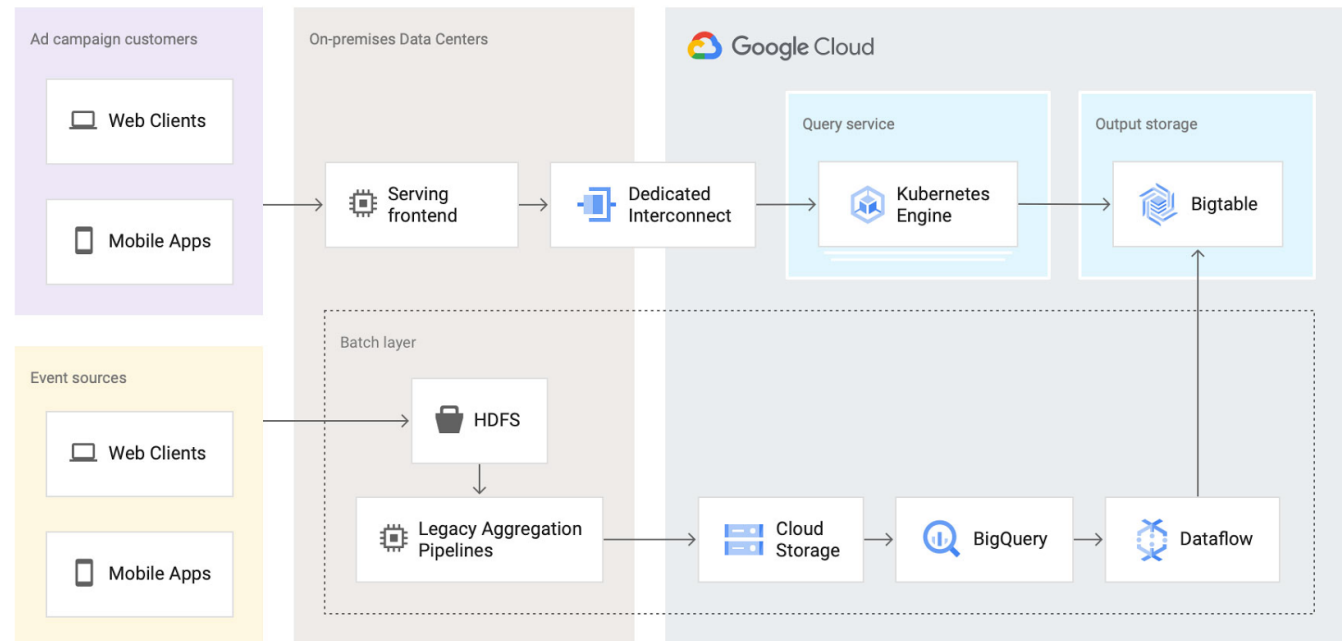 Ad campaign customers
Web Clients
Mobile Apps
Event sources
Web Clients
Mobile Apps
On-premises Data Centers
Serving
frontend
Dedicated
Interconnect
Google Cloud
Query service
Kubernetes
Engine
Output storage
Bigtable
Batch layer
HDFS
Legacy Aggregation
Pipelines
Cloud
Storage
BigQuery
Dataflow